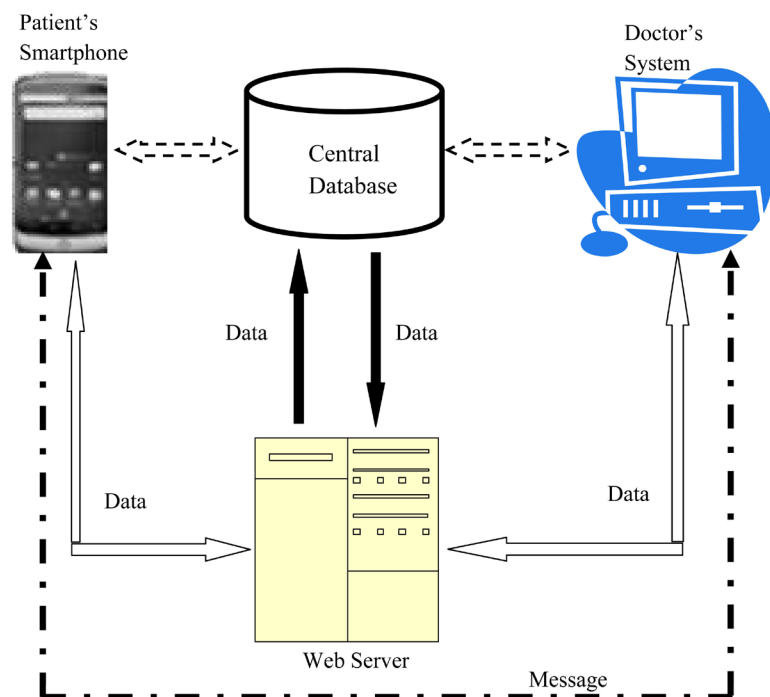 Patient's
Smartphone
Doctor's
System
Central
Database
Data
Data
Data
Data
Web Server
Message